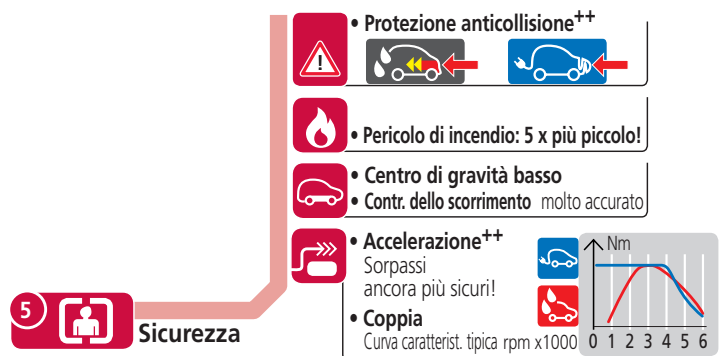 • Protezione anticollisione++
• Pericolo di incendio: 5 x più piccolo!
• Centro di gravità basso
• Contr. dello scorrimento molto accurato
• Accelerazione++
Sorpassi
ancora più sicuri!
• Coppia
Curva caratterist. tipica rpm x1000
Nm
0 1 2 3 4 5 6
5
Sicurezza